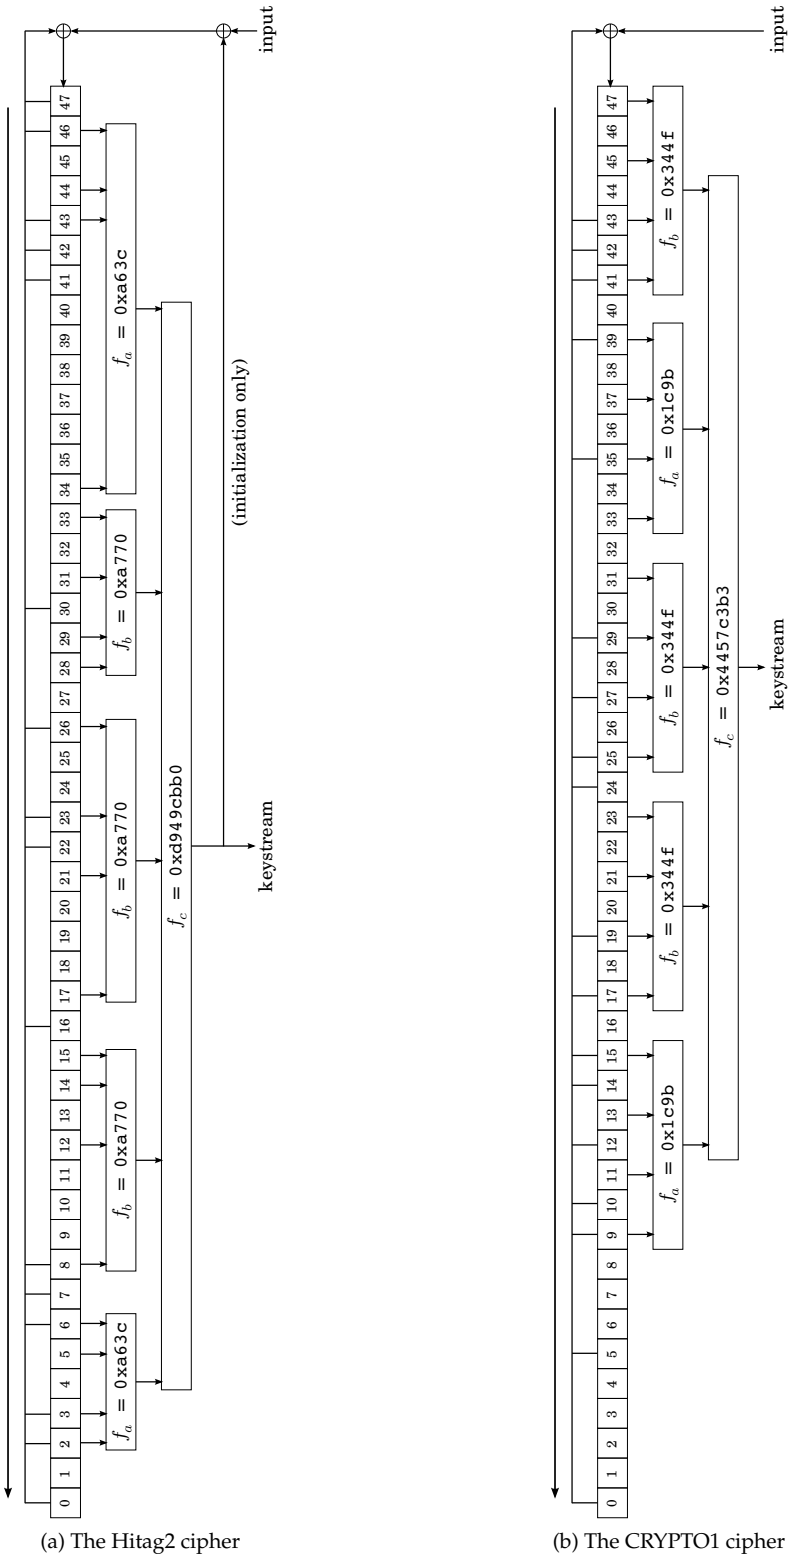 input
0 1 2 3 4 5 6 7 8 9 10 11 12 13 14 15 16 17 18 19 20 21 22 23 24 25 26 27 28 29 30 31 32 33 34 35 36 37 38 39 40 41 42 43 44 45 46 47
f_a = 0xa63c
f_b = 0xa770
f_b = 0xa770
f_b = 0xa770
f_a = 0xa63c
f_c = 0xd949cbb0
(initialization only)
keystream
(a) The Hitag2 cipher
input
0 1 2 3 4 5 6 7 8 9 10 11 12 13 14 15 16 17 18 19 20 21 22 23 24 25 26 27 28 29 30 31 32 33 34 35 36 37 38 39 40 41 42 43 44 45 46 47
f_a = 0x1c9b
f_b = 0x344f
f_b = 0x344f
f_a = 0x1c9b
f_b = 0x344f
f_c = 0x4457c3b3
keystream
(b) The CRYPTO1 cipher